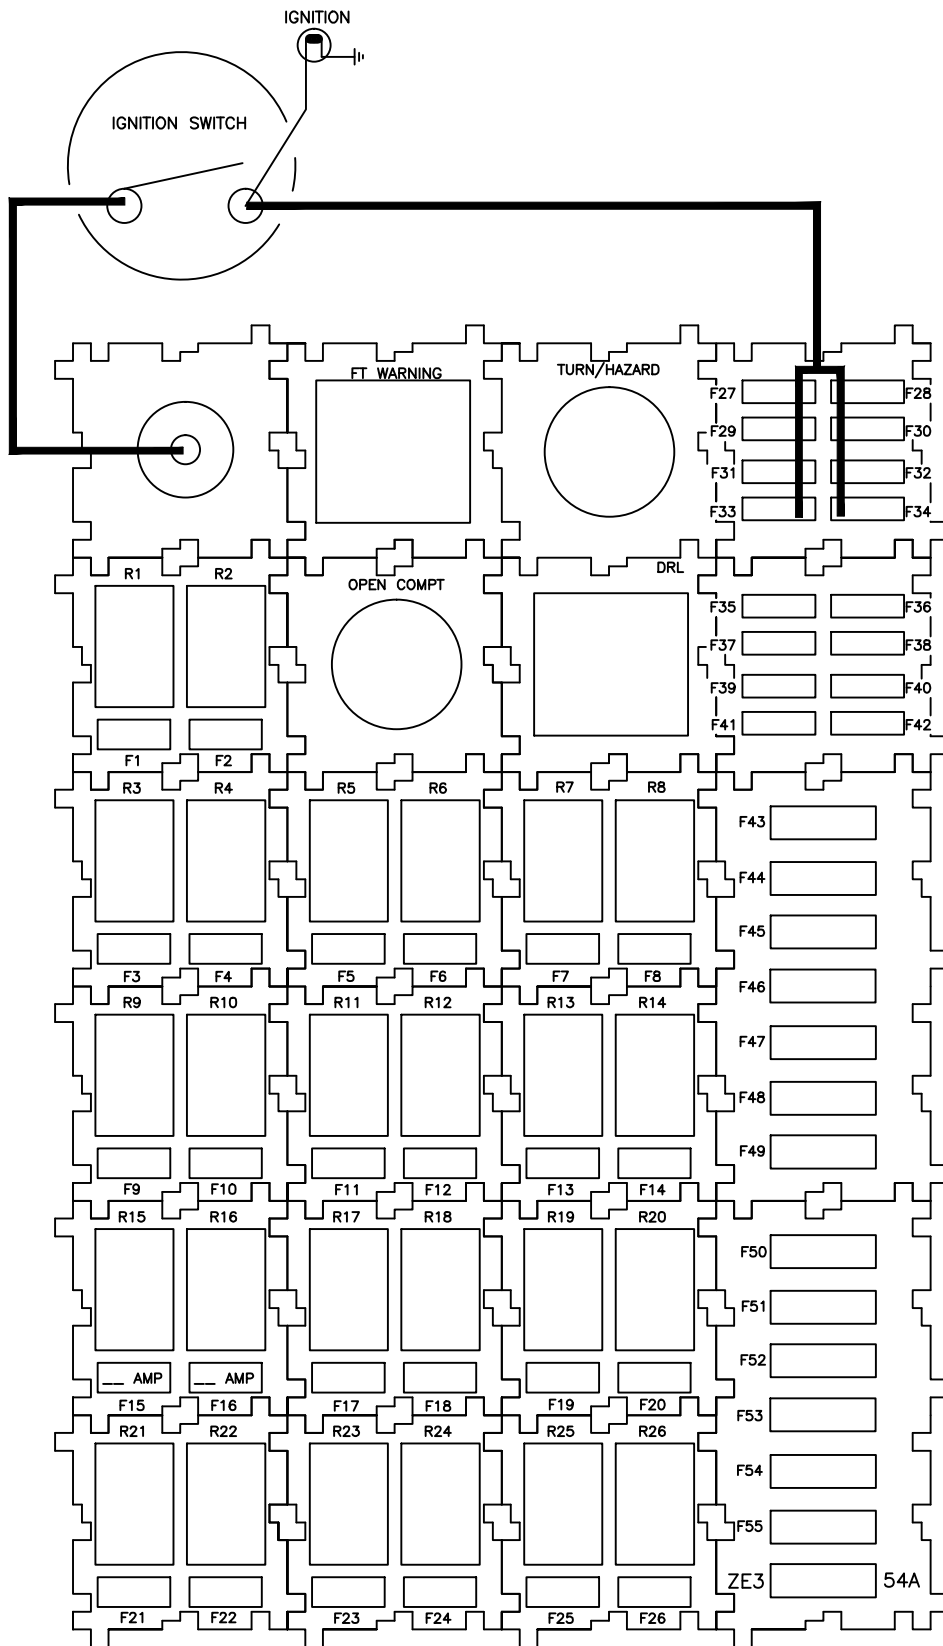 IGNITION
IGNITION SWITCH
FT WARNING
TURN/HAZARD
F27 F28
F29 F30
F31 F32
F33 F34
R1 R2
OPEN COMPT
DRL
F35 F36
F37 F38
F39 F40
F41 F42
F1 F2
R3 R4 R5 R6 R7 R8
F43
F44
F45
F3 F4 F5 F6 F7 F8
F46
R9 R10 R11 R12 R13 R14
F47
F48
F49
F9 F10 F11 F12 F13 F14
R15 R16 R17 R18 R19 R20
F50
F51
F52
__ AMP __ AMP
F15 F16 F17 F18 F19 F20
F53
R21 R22 R23 R24 R25 R26
F54
F55
ZE3 54A
F21 F22 F23 F24 F25 F26